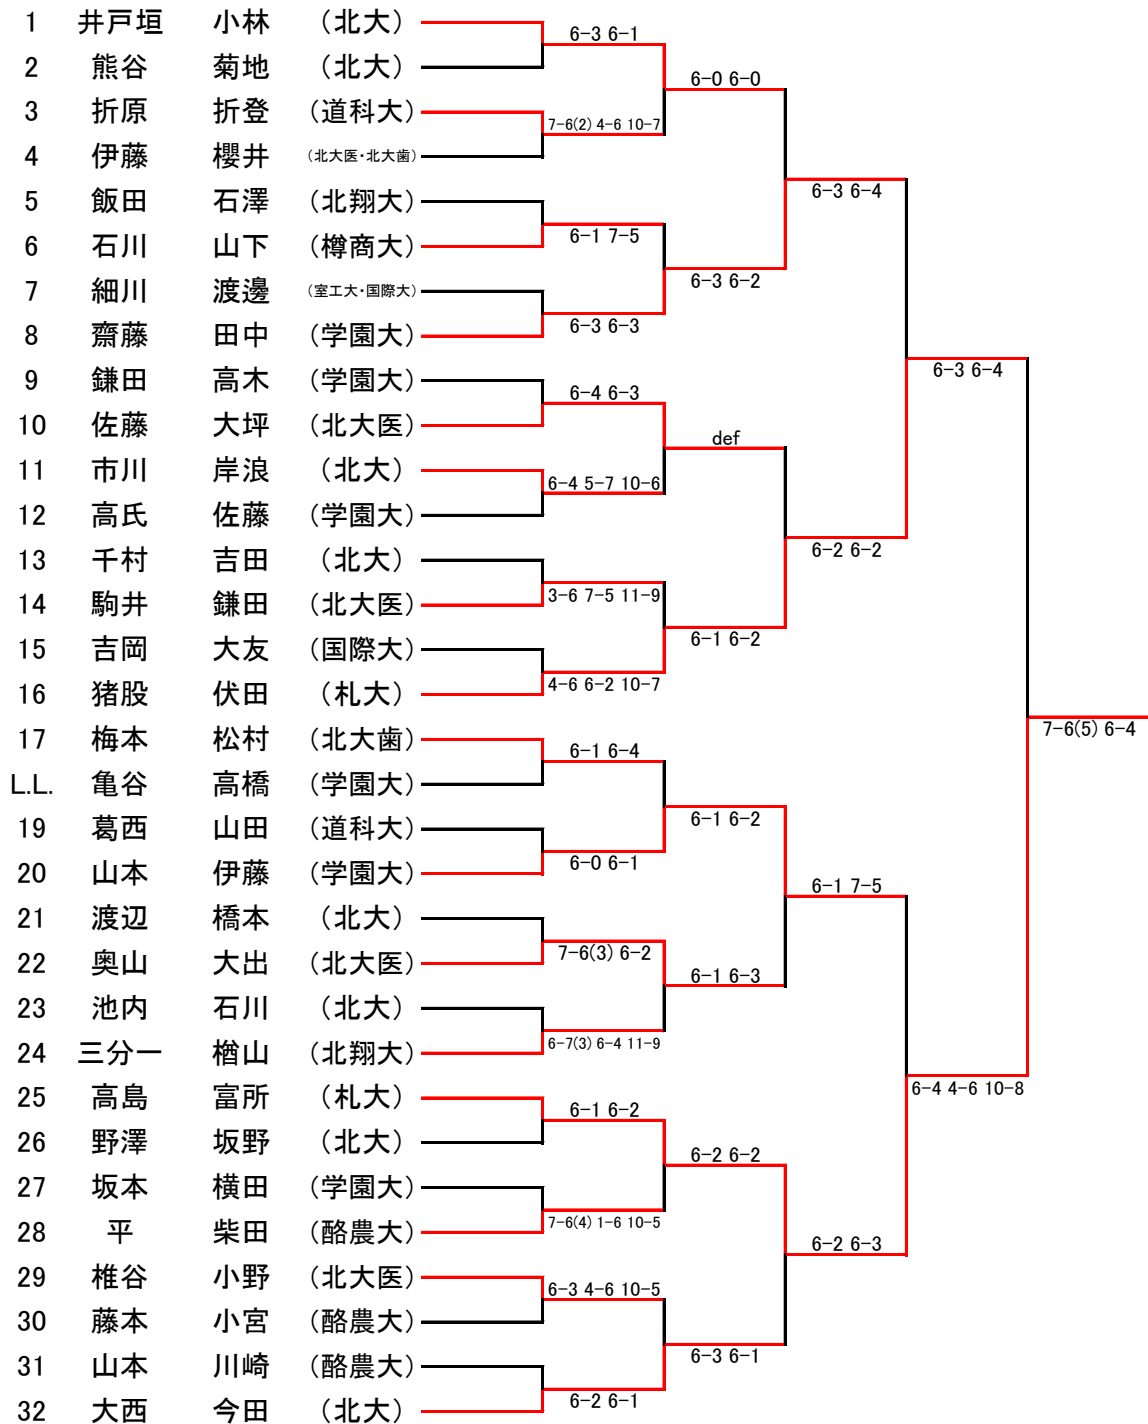 1 井戸垣 小林 （北大）
6-3 6-1
2 熊谷 菊地 （北大）
6-0 6-0
3 折原 折登 （道科大）
7-6(2) 4-6 10-7
4 伊藤 櫻井 （北大医・北大歯）
6-3 6-4
5 飯田 石澤 （北翔大）
6-1 7-5
6 石川 山下 （樽商大）
6-3 6-2
7 細川 渡邊 （室工大・国際大）
6-3 6-3
8 齋藤 田中 （学園大）
6-3 6-4
9 鎌田 高木 （学園大）
6-4 6-3
10 佐藤 大坪 （北大医）
def
11 市川 岸浪 （北大）
6-4 5-7 10-6
12 高氏 佐藤 （学園大）
6-2 6-2
13 千村 吉田 （北大）
3-6 7-5 11-9
14 駒井 鎌田 （北大医）
6-1 6-2
15 吉岡 大友 （国際大）
4-6 6-2 10-7
16 猪股 伏田 （札大）
7-6(5) 6-4
17 梅本 松村 （北大歯）
6-1 6-4
L.L. 亀谷 高橋 （学園大）
6-1 6-2
19 葛西 山田 （道科大）
6-0 6-1
20 山本 伊藤 （学園大）
6-1 7-5
21 渡辺 橋本 （北大）
7-6(3) 6-2
22 奥山 大出 （北大医）
6-1 6-3
23 池内 石川 （北大）
6-7(3) 6-4 11-9
24 三分一 楢山 （北翔大）
6-4 4-6 10-8
25 高島 富所 （札大）
6-1 6-2
26 野澤 坂野 （北大）
6-2 6-2
27 坂本 横田 （学園大）
7-6(4) 1-6 10-5
28 平 柴田 （酪農大）
6-2 6-3
29 椎谷 小野 （北大医）
6-3 4-6 10-5
30 藤本 小宮 （酪農大）
6-3 6-1
31 山本 川崎 （酪農大）
6-2 6-1
32 大西 今田 （北大）